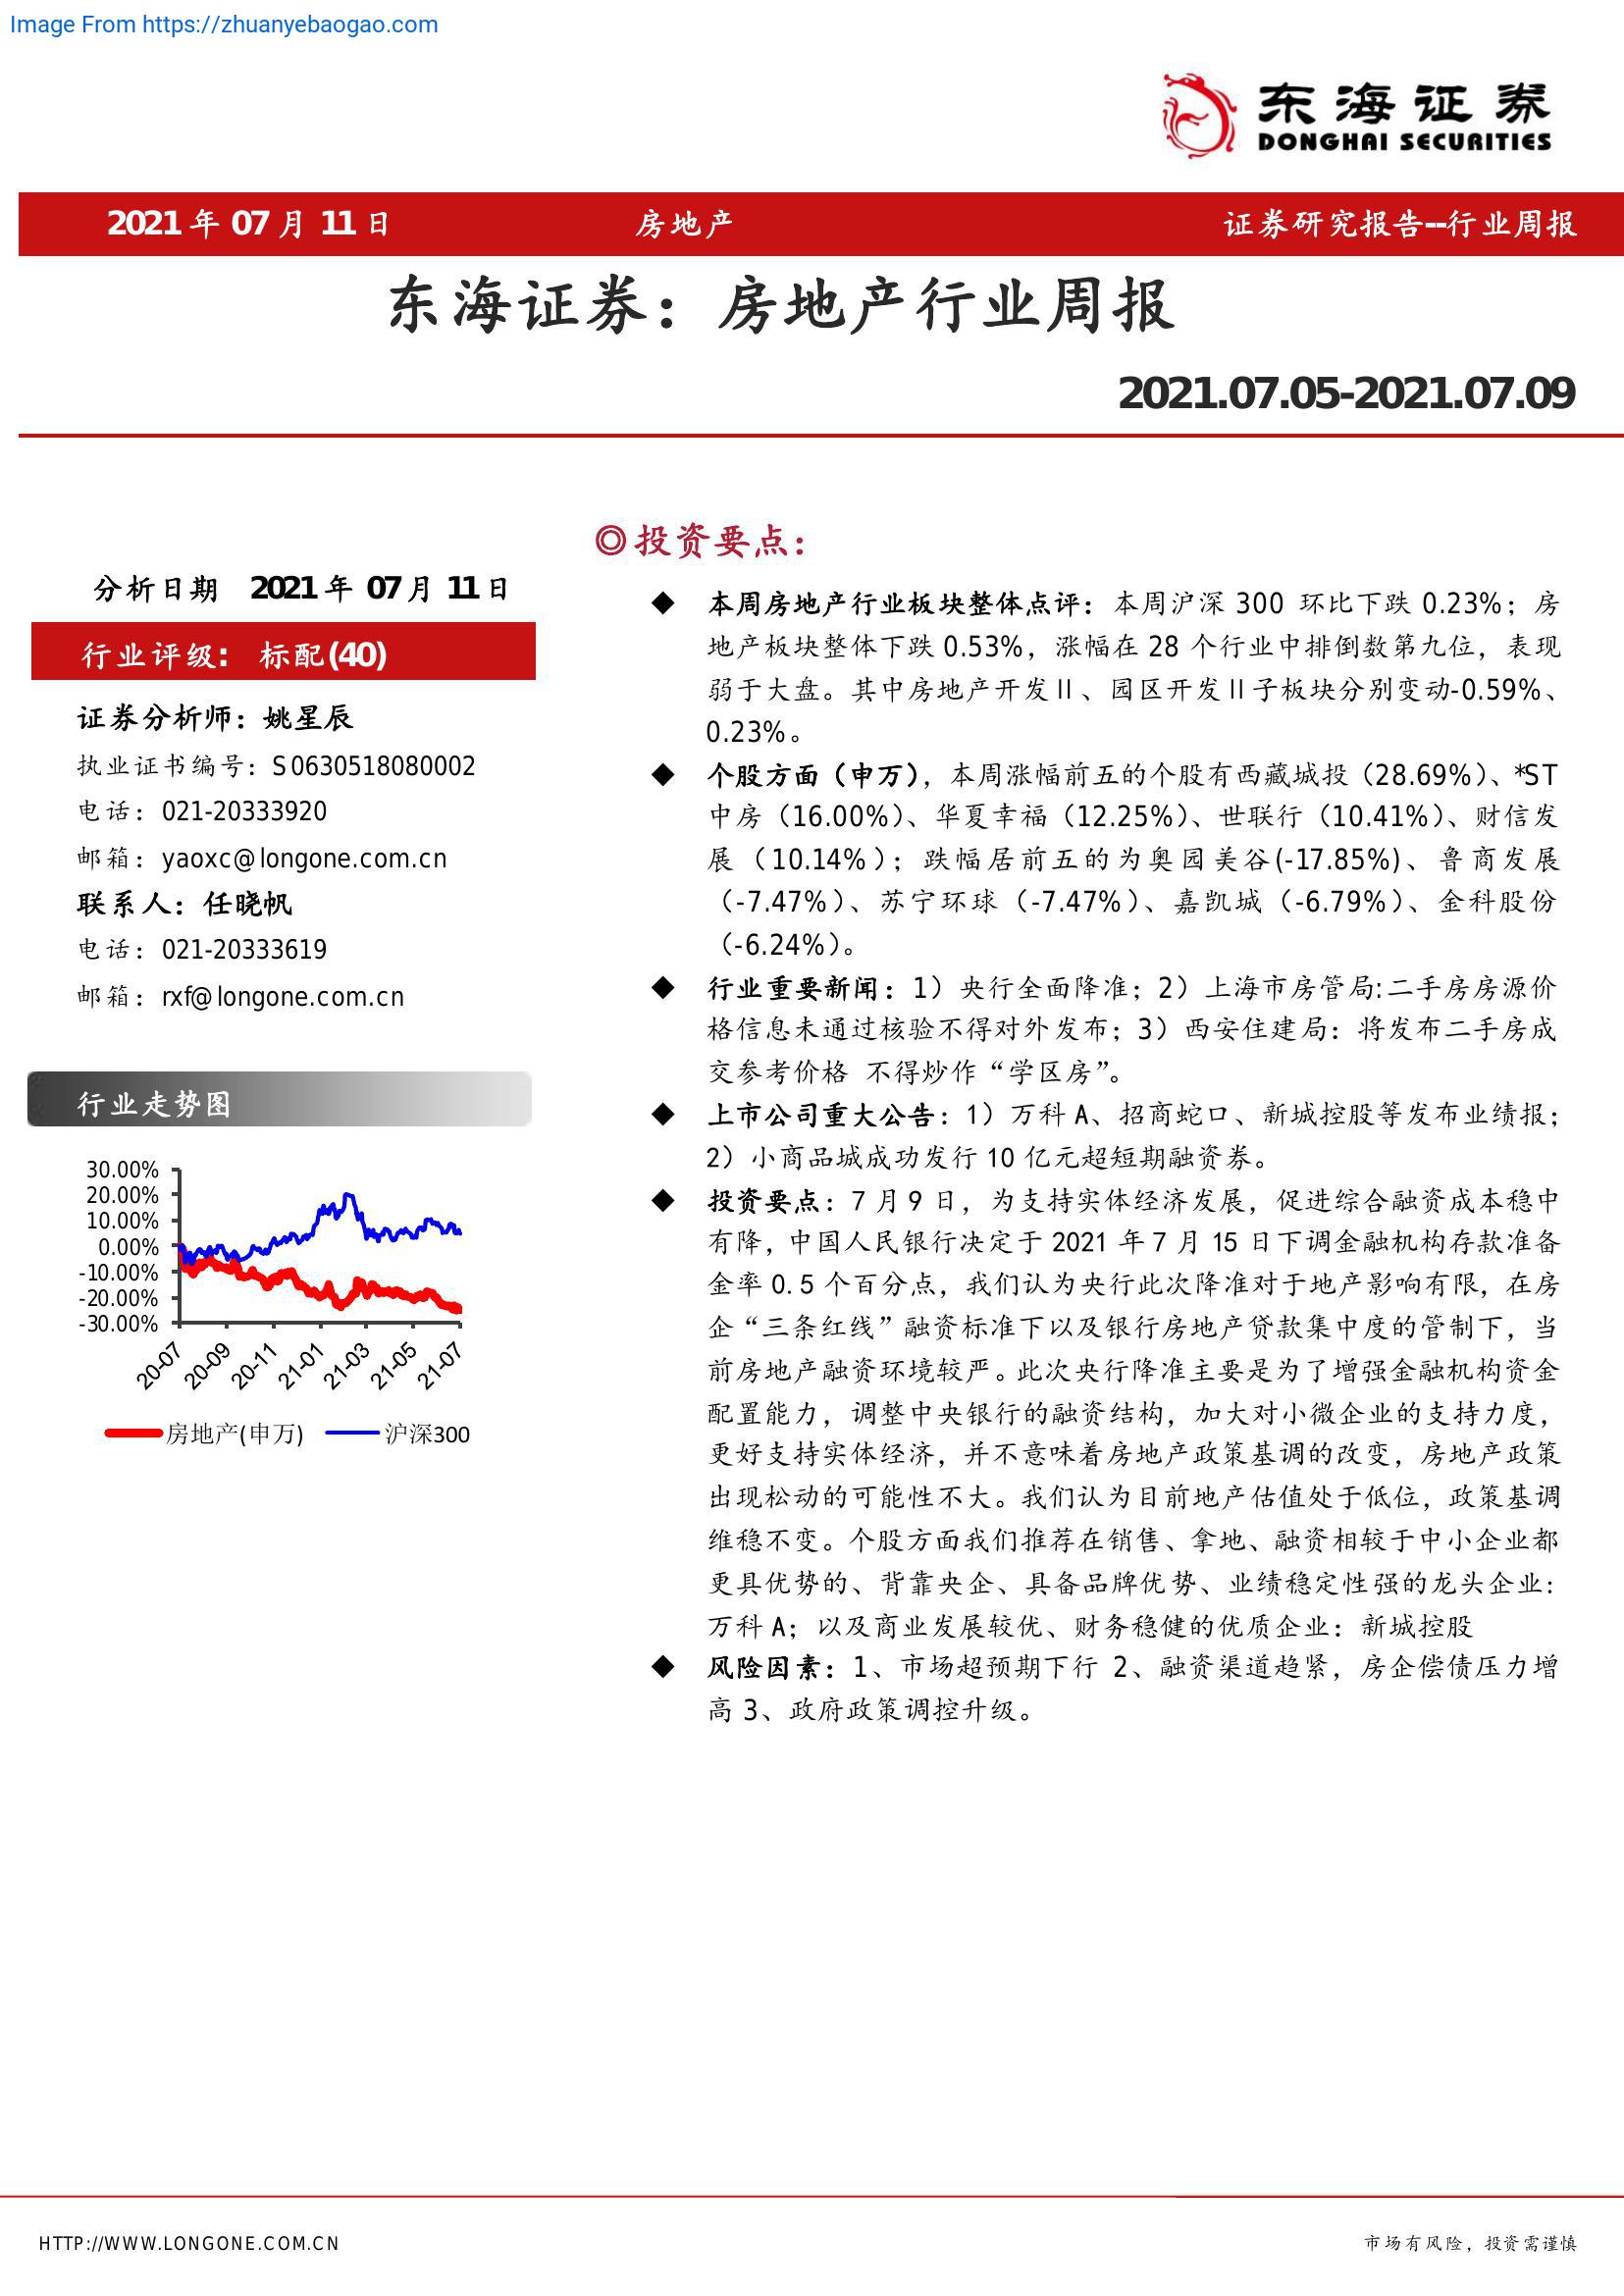 Image From https://zhuanyebaogao.com
东海证券
DONGHAI SECURITIES
2021 年 07 月 11 日 房地产 证券研究报告--行业周报
东海证券：房地产行业周报
2021.07.05-2021.07.09
分析日期 2021 年 07 月 11 日
行业评级： 标配(40)
证券分析师：姚星辰
执业证书编号：S0630518080002
电话：021-20333920
邮箱：yaoxc@longone.com.cn
联系人：任晓帆
电话：021-20333619
邮箱：rxf@longone.com.cn
行业走势图
30.00%
20.00%
10.00%
0.00%
-10.00%
-20.00%
-30.00%
20-07 20-09 20-11 21-01 21-03 21-05 21-07
房地产(申万) 沪深300
◎投资要点：
◆ 本周房地产行业板块整体点评：本周沪深 300 环比下跌 0.23%；房
地产板块整体下跌 0.53%，涨幅在 28 个行业中排倒数第九位，表现
弱于大盘。其中房地产开发Ⅱ、园区开发Ⅱ子板块分别变动-0.59%、
0.23%。
◆ 个股方面（申万），本周涨幅前五的个股有西藏城投（28.69%）、*ST
中房（16.00%）、华夏幸福（12.25%）、世联行（10.41%）、财信发
展（10.14%）；跌幅居前五的为奥园美谷(-17.85%)、鲁商发展
（-7.47%）、苏宁环球（-7.47%）、嘉凯城（-6.79%）、金科股份
（-6.24%）。
◆ 行业重要新闻：1）央行全面降准；2）上海市房管局:二手房房源价
格信息未通过核验不得对外发布；3）西安住建局：将发布二手房成
交参考价格 不得炒作“学区房”。
◆ 上市公司重大公告：1）万科 A、招商蛇口、新城控股等发布业绩报；
2）小商品城成功发行 10 亿元超短期融资券。
◆ 投资要点：7 月 9 日，为支持实体经济发展，促进综合融资成本稳中
有降，中国人民银行决定于 2021 年 7 月 15 日下调金融机构存款准备
金率 0.5 个百分点，我们认为央行此次降准对于地产影响有限，在房
企“三条红线”融资标准下以及银行房地产贷款集中度的管制下，当
前房地产融资环境较严。此次央行降准主要是为了增强金融机构资金
配置能力，调整中央银行的融资结构，加大对小微企业的支持力度，
更好支持实体经济，并不意味着房地产政策基调的改变，房地产政策
出现松动的可能性不大。我们认为目前地产估值处于低位，政策基调
维稳不变。个股方面我们推荐在销售、拿地、融资相较于中小企业都
更具优势的、背靠央企、具备品牌优势、业绩稳定性强的龙头企业：
万科 A；以及商业发展较优、财务稳健的优质企业：新城控股
◆ 风险因素：1、市场超预期下行 2、融资渠道趋紧，房企偿债压力增
高 3、政府政策调控升级。
HTTP://WWW.LONGONE.COM.CN 市场有风险，投资需谨慎